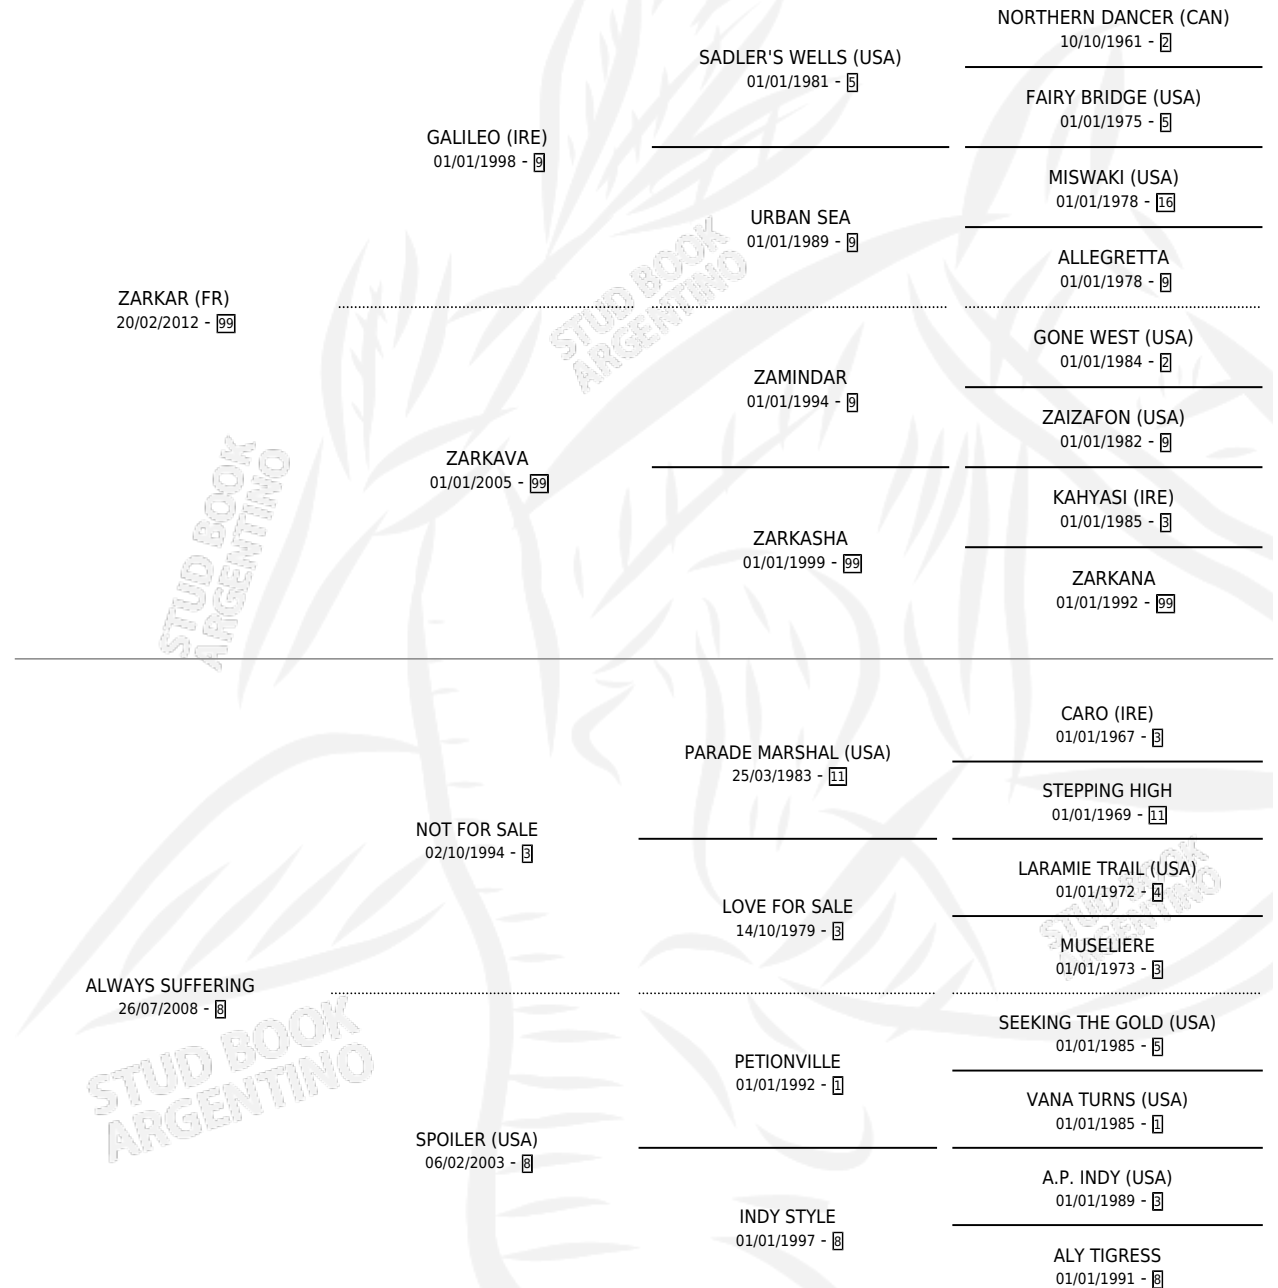 NORTHERN DANCER (CAN)
10/10/1961 - 2
SADLER'S WELLS (USA)
01/01/1981 - 5
FAIRY BRIDGE (USA)
01/01/1975 - 5
GALILEO (IRE)
01/01/1998 - 9
MISWAKI (USA)
01/01/1978 - 16
URBAN SEA
01/01/1989 - 9
ALLEGRETTA
01/01/1978 - 9
ZARKAR (FR)
20/02/2012 - 99
STUD BOOK
ARGENTINO
GONE WEST (USA)
01/01/1984 - 2
ZAMINDAR
01/01/1994 - 9
ZAIZAFON (USA)
01/01/1982 - 9
ZARKAVA
01/01/2005 - 99
KAHYASI (IRE)
01/01/1985 - 3
ZARKASHA
01/01/1999 - 99
ZARKANA
01/01/1992 - 99
STUD BOOK
ARGENTINO
CARO (IRE)
01/01/1967 - 3
PARADE MARSHAL (USA)
25/03/1983 - 11
STEPPING HIGH
01/01/1969 - 11
NOT FOR SALE
02/10/1994 - 3
LARAMIE TRAIL (USA)
01/01/1972 - 4
LOVE FOR SALE
14/10/1979 - 3
MUSELIERE
01/01/1973 - 3
STUD BOOK
ARGENTINO
ALWAYS SUFFERING
26/07/2008 - 8
SEEKING THE GOLD (USA)
01/01/1985 - 5
PETIONVILLE
01/01/1992 - 1
VANA TURNS (USA)
01/01/1985 - 1
STUD BOOK
ARGENTINO
SPOILER (USA)
06/02/2003 - 8
A.P. INDY (USA)
01/01/1989 - 3
INDY STYLE
01/01/1997 - 8
ALY TIGRESS
01/01/1991 - 8